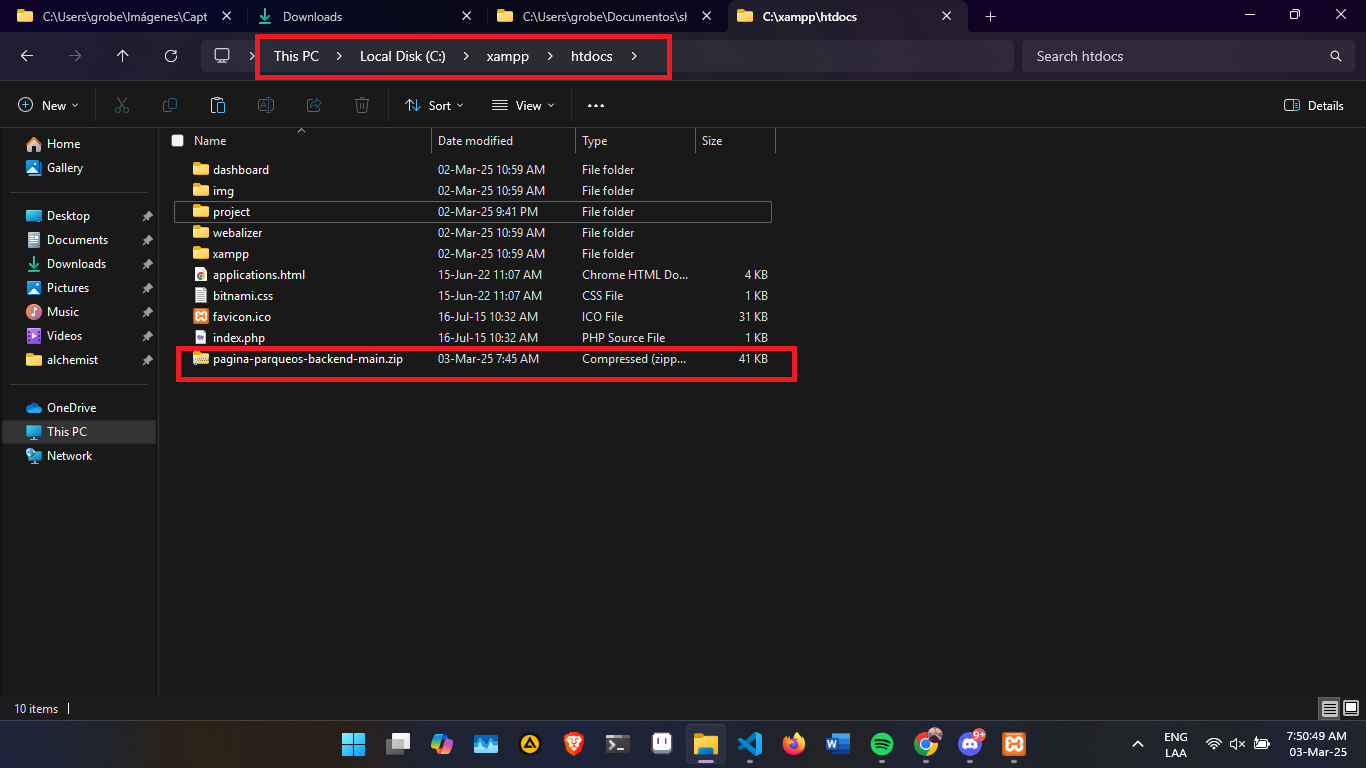 C:\Users\grobe\Imágenes\Capt
Downloads
C:\Users\grobe\Documentos\sl
C:\xampp\htdocs
This PC > Local Disk (C:) > xampp > htdocs >
Search htdocs
New
Sort
View
Details
Home
Gallery
Desktop
Documents
Downloads
Pictures
Music
Videos
alchemist
OneDrive
This PC
Network
Name Date modified Type Size
dashboard 02-Mar-25 10:59 AM File folder
img 02-Mar-25 10:59 AM File folder
project 02-Mar-25 9:41 PM File folder
webalizer 02-Mar-25 10:59 AM File folder
xampp 02-Mar-25 10:59 AM File folder
applications.html 15-Jun-22 11:07 AM Chrome HTML Do... 4 KB
bitnami.css 15-Jun-22 11:07 AM CSS File 1 KB
favicon.ico 16-Jul-15 10:32 AM ICO File 31 KB
index.php 16-Jul-15 10:32 AM PHP Source File 1 KB
pagina-parqueos-backend-main.zip 03-Mar-25 7:45 AM Compressed (zipp... 41 KB
10 items
9+
ENG
LAA
7:50:49 AM
03-Mar-25